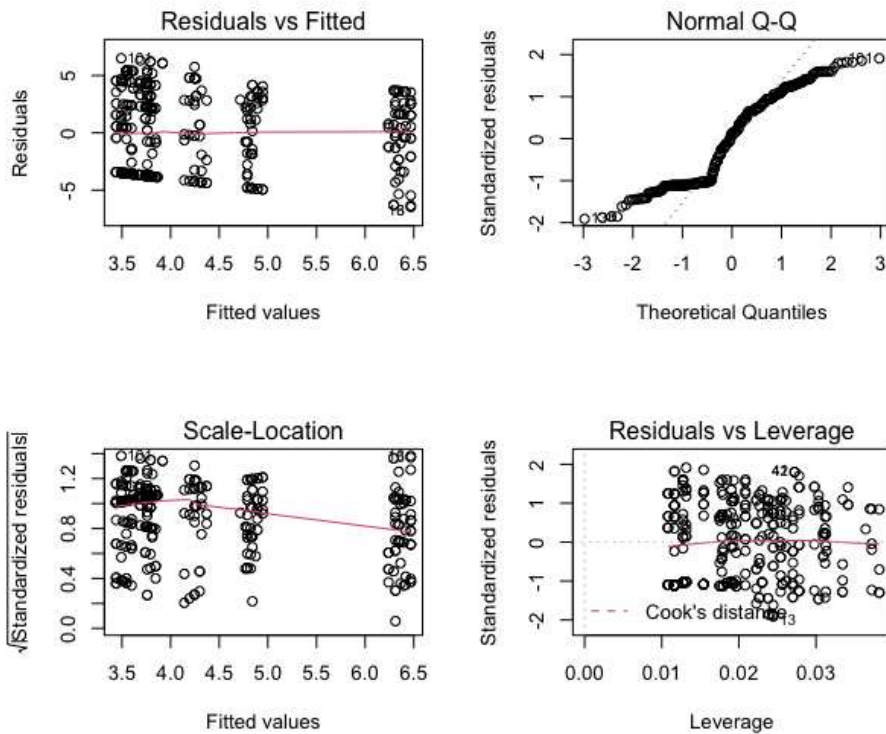 Residuals vs Fitted
Residuals
5
0
-5
3.5 4.0 4.5 5.0 5.5 6.0 6.5
Fitted values
Normal Q-Q
Standardized residuals
2
1
0
-1
-2
-3 -2 -1 0 1 2 3
Theoretical Quantiles
Scale-Location
√|Standardized residuals|
1.2
0.8
0.4
0.0
3.5 4.0 4.5 5.0 5.5 6.0 6.5
Fitted values
Residuals vs Leverage
Standardized residuals
2
1
0
-1
-2
42
13
Cook's distance
0.00 0.01 0.02 0.03
Leverage